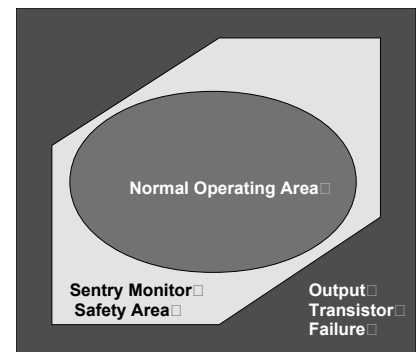 Normal Operating Area□
Sentry Monitor□
Safety Area□
Output□
Transistor□
Failure□